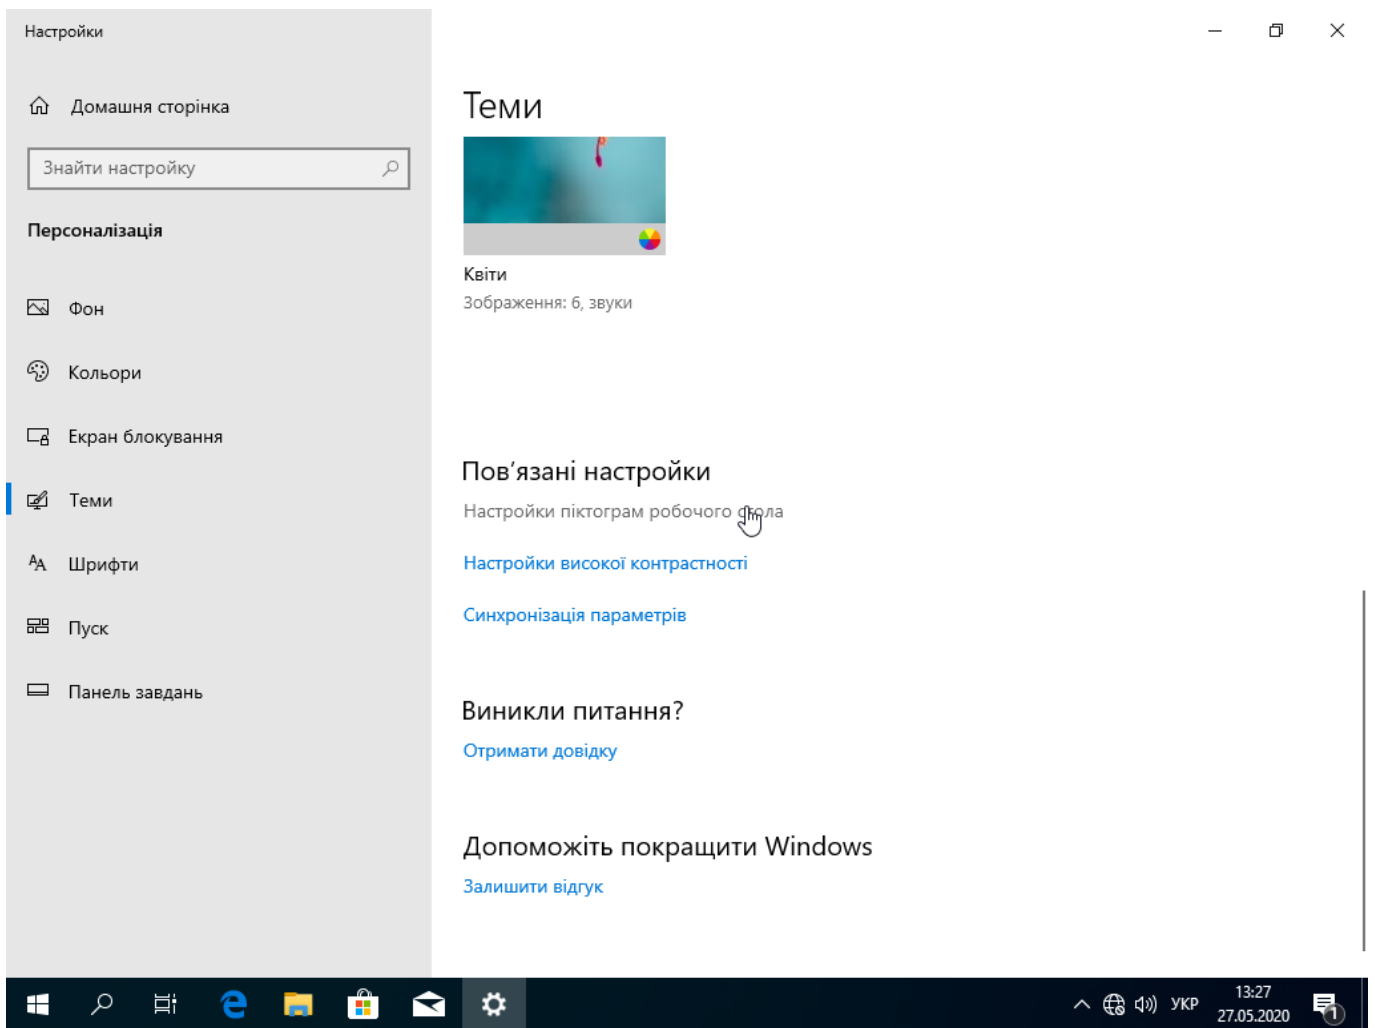 Настройки
Домашня сторінка
Знайти настройку
Персоналізація
Фон
Кольори
Екран блокування
Теми
Шрифти
Пуск
Панель завдань
Теми
Квіти
Зображення: 6, звуки
Пов’язані настройки
Настройки піктограм робочого стола
Настройки високої контрастності
Синхронізація параметрів
Виникли питання?
Отримати довідку
Допоможіть покращити Windows
Залишити відгук
УКР
13:27
27.05.2020
1